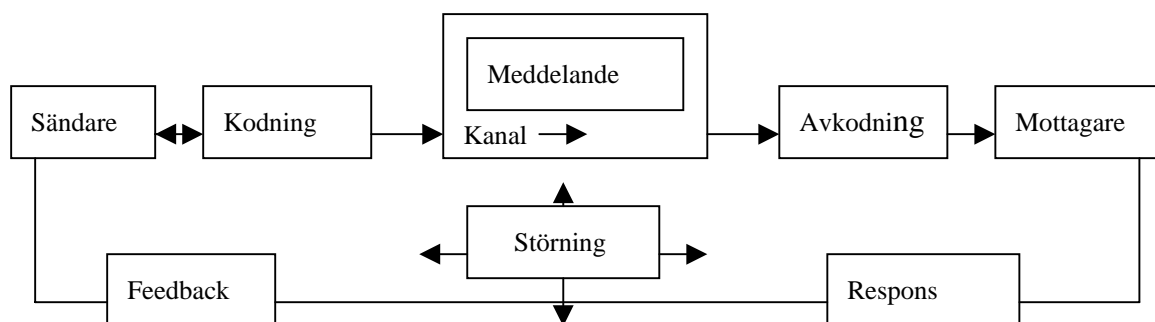 Meddelande
Sändare
Kodning
Kanal
Avkodning
Mottagare
Störning
Feedback
Respons